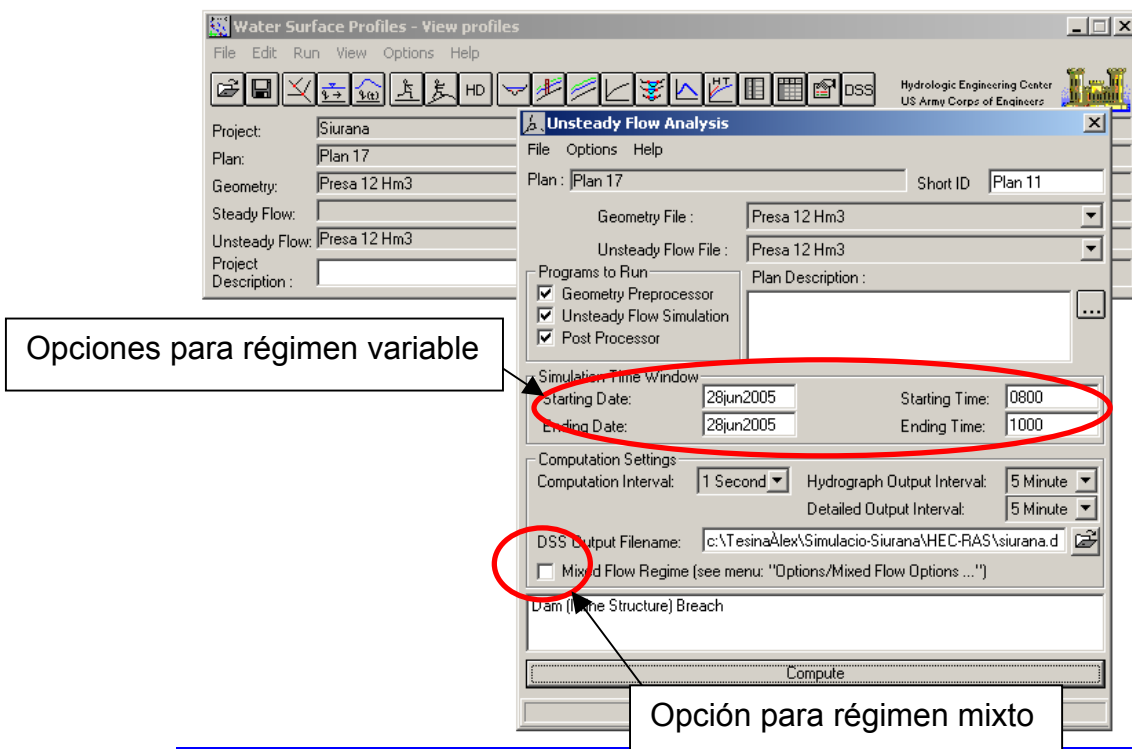 Water Surface Profiles - View profiles
File Edit Run View Options Help
HD HT DSS
Hydrologic Engineering Center
US Army Corps of Engineers
Project: Siurana
Plan: Plan 17
Geometry: Presa 12 Hm3
Steady Flow:
Unsteady Flow: Presa 12 Hm3
Project
Description :
Unsteady Flow Analysis
File Options Help
Plan : Plan 17 Short ID Plan 11
Geometry File : Presa 12 Hm3
Unsteady Flow File : Presa 12 Hm3
Programs to Run Plan Description :
Geometry Preprocessor
Unsteady Flow Simulation
Post Processor
...
Opciones para régimen variable
Simulation Time Window
Starting Date: 28jun2005 Starting Time: 0800
Ending Date: 28jun2005 Ending Time: 1000
Computation Settings
Computation Interval: 1 Second Hydrograph Output Interval: 5 Minute
Detailed Output Interval: 5 Minute
DSS Output Filename: c:\TesinaÀlex\Simulacio-Siurana\HEC-RAS\siurana.d
Mixed Flow Regime (see menu: "Options/Mixed Flow Options ...")
Dam (Inline Structure) Breach
Compute
Opción para régimen mixto